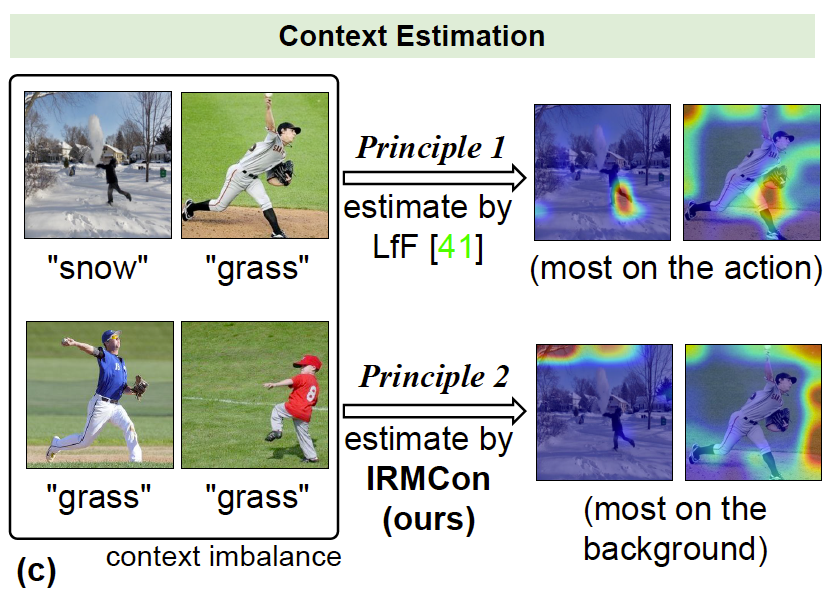 Context Estimation
"snow"
"grass"
Principle 1
estimate by
LfF [41]
(most on the action)
"grass"
"grass"
8
Principle 2
estimate by
IRMCon
(ours)
(most on the
background)
context imbalance
(c)